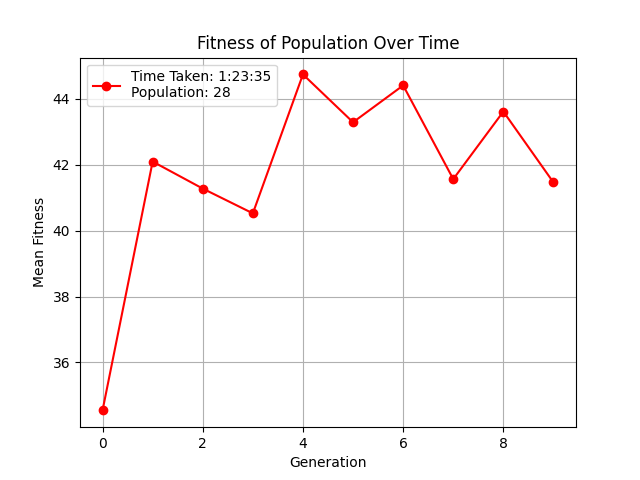 Fitness of Population Over Time
Time Taken: 1:23:35
Population: 28
Mean Fitness
44
42
40
38
36
0 2 4 6 8
Generation